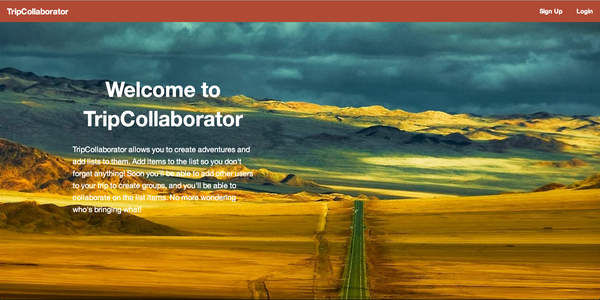 TripCollaborator
Sign Up Login
Welcome to
TripCollaborator
TripCollaborator allows you to create adventures and
add lists to them. Add items to the list so you don't
forget anything! Soon you'll be able to add other users
to your trip to create groups, and you'll be able to
collaborate on the list items. No more wondering
who's bringing what!